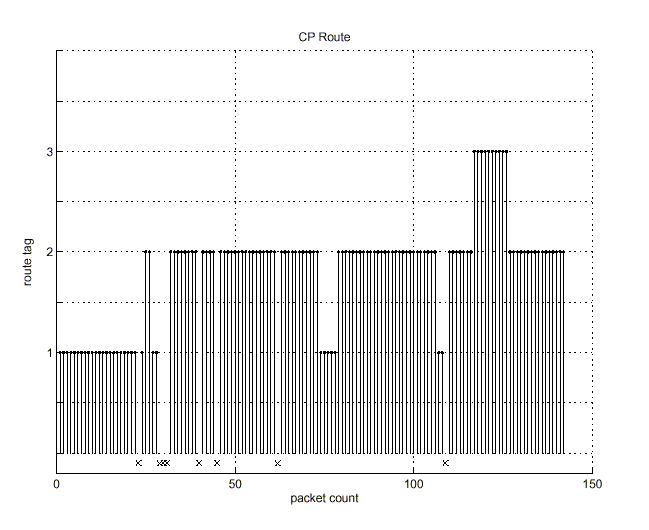 CP Route
3
2
1
route tag
0 50 100 150
packet count